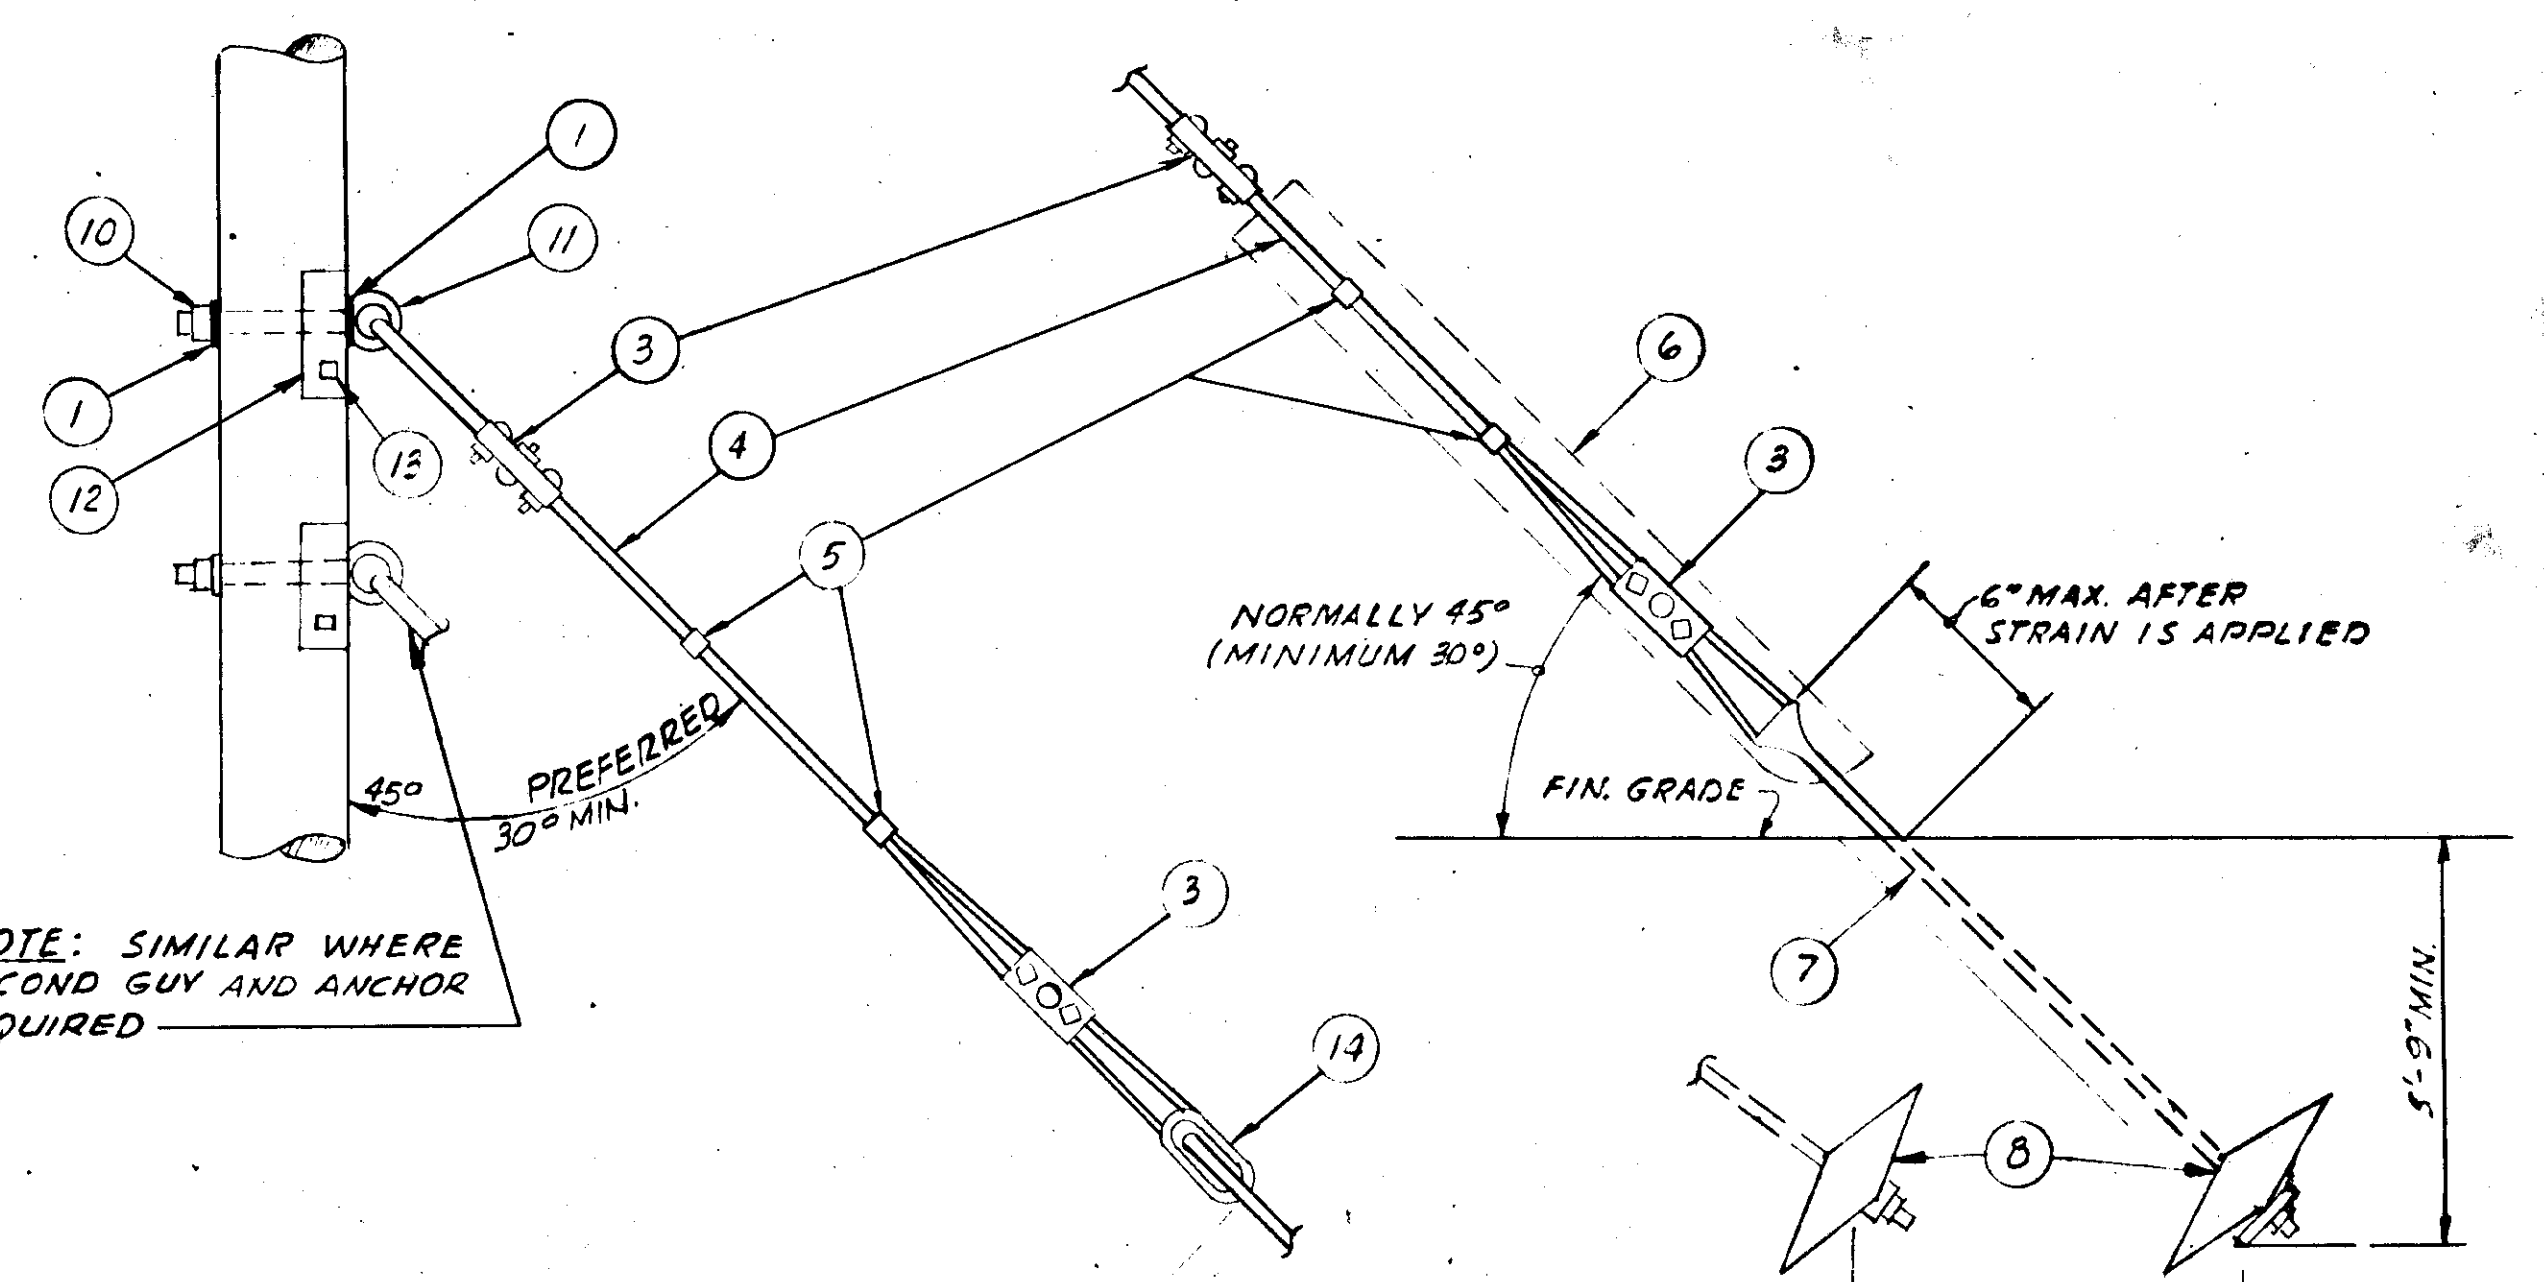 1
10
11
3
6
1
4
3
13
12
5
NORMALLY 45°
(MINIMUM 30°)
6" MAX. AFTER
STRAIN IS APPLIED
45°
PREFERRED
30° MIN.
FIN. GRADE
3
7
OTE: SIMILAR WHERE
COND GUY AND ANCHOR
QUIRED
5'-9" MIN.
14
8